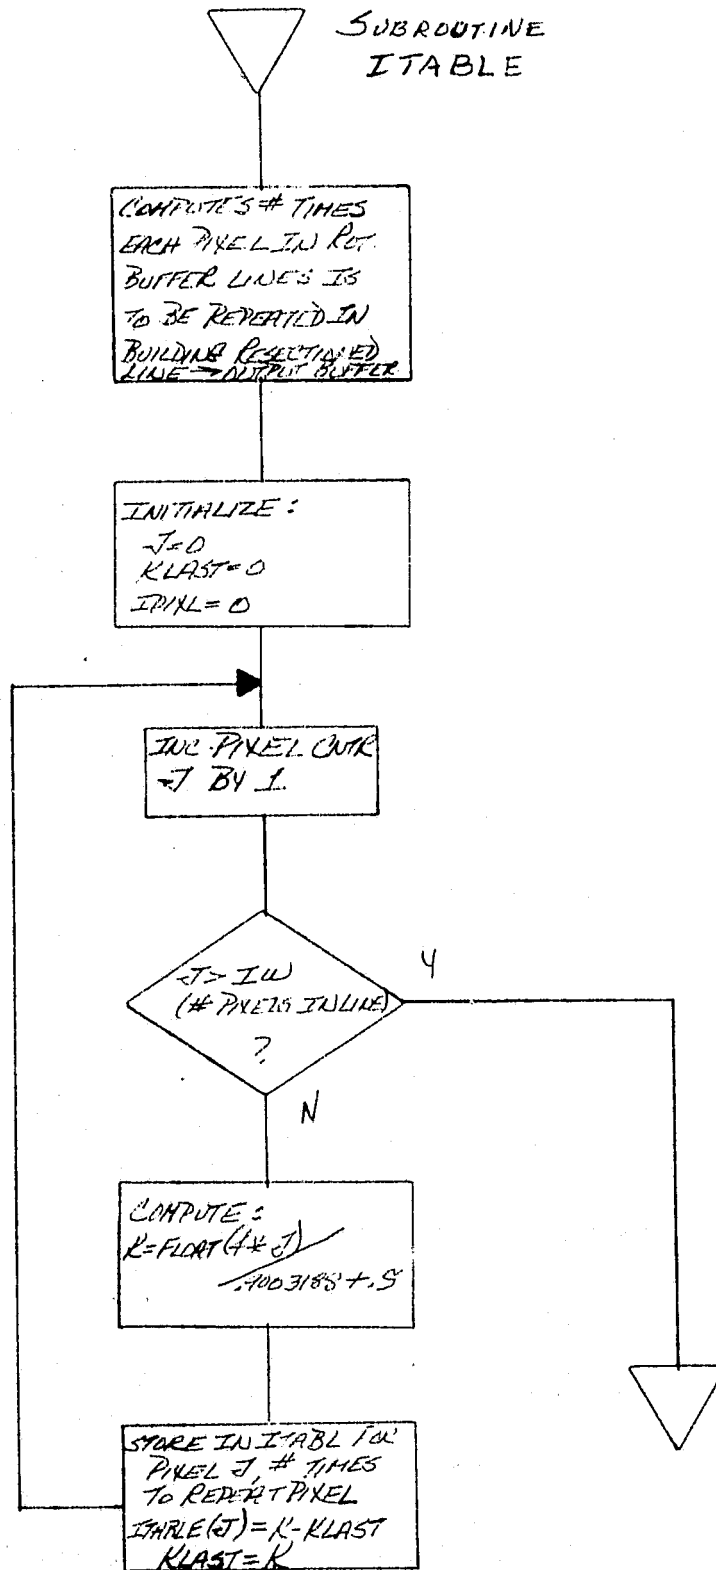 SUBROUTINE
ITABLE
COMPUTES # TIMES
EACH PIXEL IN ROT.
BUFFER LINES IS
TO BE REPEATED IN
BUILDING RESECTIONED
LINE → OUTPUT BUFFER
INITIALIZE:
J=0
KLAST=0
IPIXL=0
INC PIXEL CNTR
J BY 1.
J > IW
(# PIXELS IN LINE)
?
Y
N
COMPUTE:
K=FLOAT( * J)
/ + .5
STORE IN ITABL FOR
PIXEL J, # TIMES
TO REPEAT PIXEL
ITABLE(J)=K-KLAST
KLAST=K